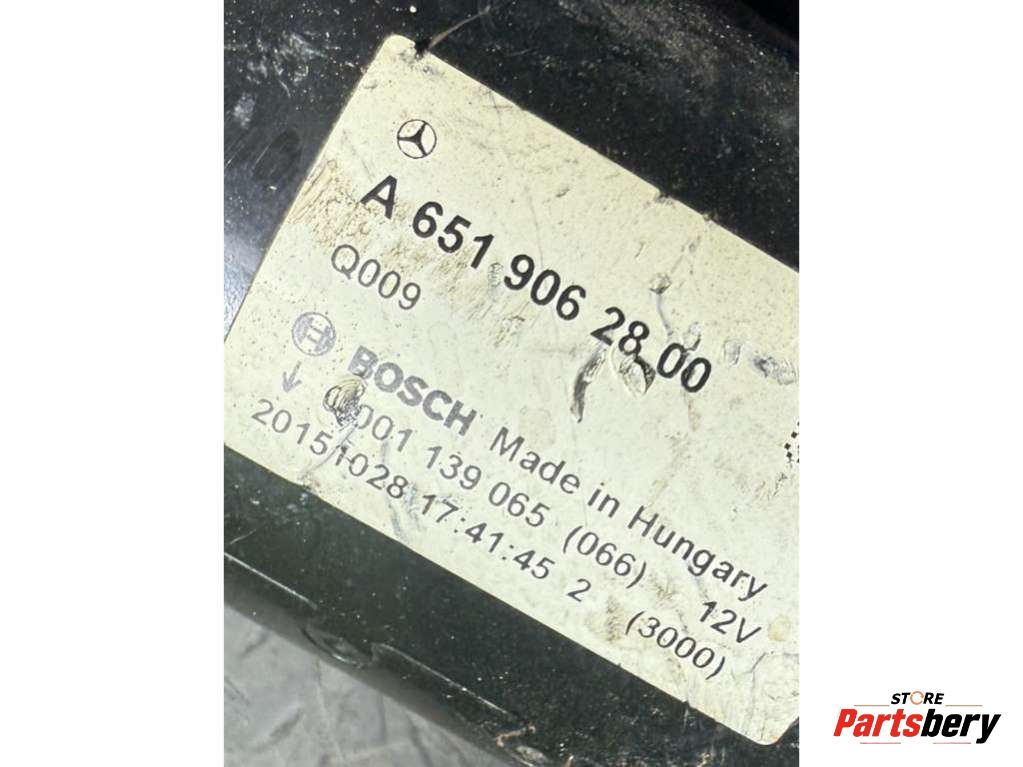 A 651 906 28 00
Q009
BOSCH Made in Hungary
0 001 139 065 (066) 12V
20151028 17:41:45 2 (3000)
STORE
Partsbery